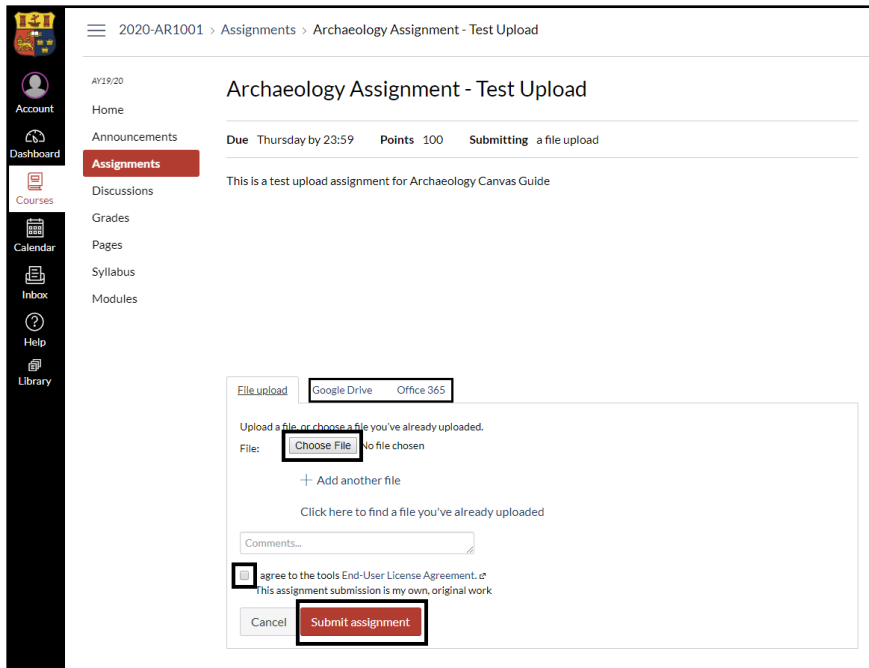 2020-AR1001 > Assignments > Archaeology Assignment - Test Upload
Account
Dashboard
Courses
Calendar
Inbox
Help
Library
AY19/20
Home
Announcements
Assignments
Discussions
Grades
Pages
Syllabus
Modules
Archaeology Assignment - Test Upload
Due Thursday by 23:59 Points 100 Submitting a file upload
This is a test upload assignment for Archaeology Canvas Guide
File upload Google Drive Office 365
Upload a file, or choose a file you've already uploaded.
File: Choose File No file chosen
+ Add another file
Click here to find a file you've already uploaded
Comments...
agree to the tools End-User License Agreement.
This assignment submission is my own, original work
Cancel Submit assignment